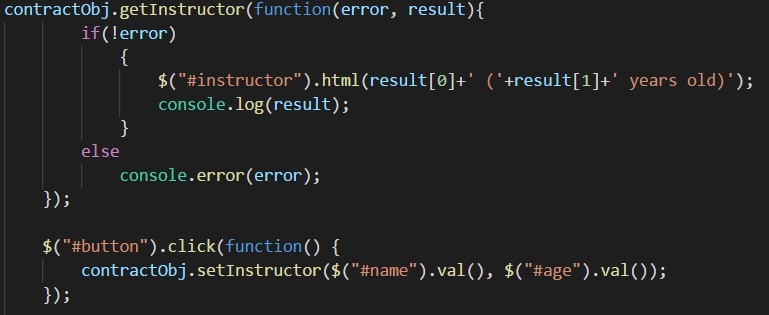 contractObj.getInstructor(function(error, result){
if(!error)
{
$("#instructor").html(result[0]+' ('+result[1]+' years old)');
console.log(result);
}
else
console.error(error);
});
$("#button").click(function() {
contractObj.setInstructor($("#name").val(), $("#age").val());
});